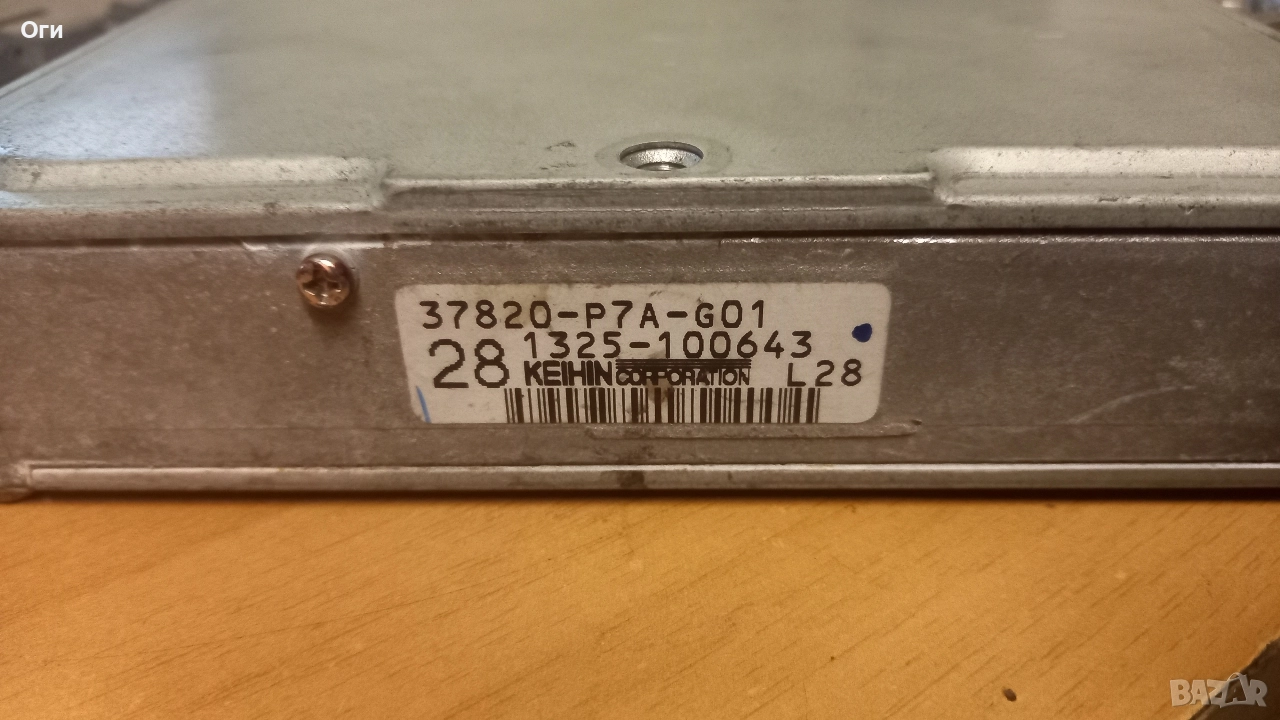 Оги
37820-P7A-G01
1325-100643
28 KEIHIN CORPORATION L28
BAZAR